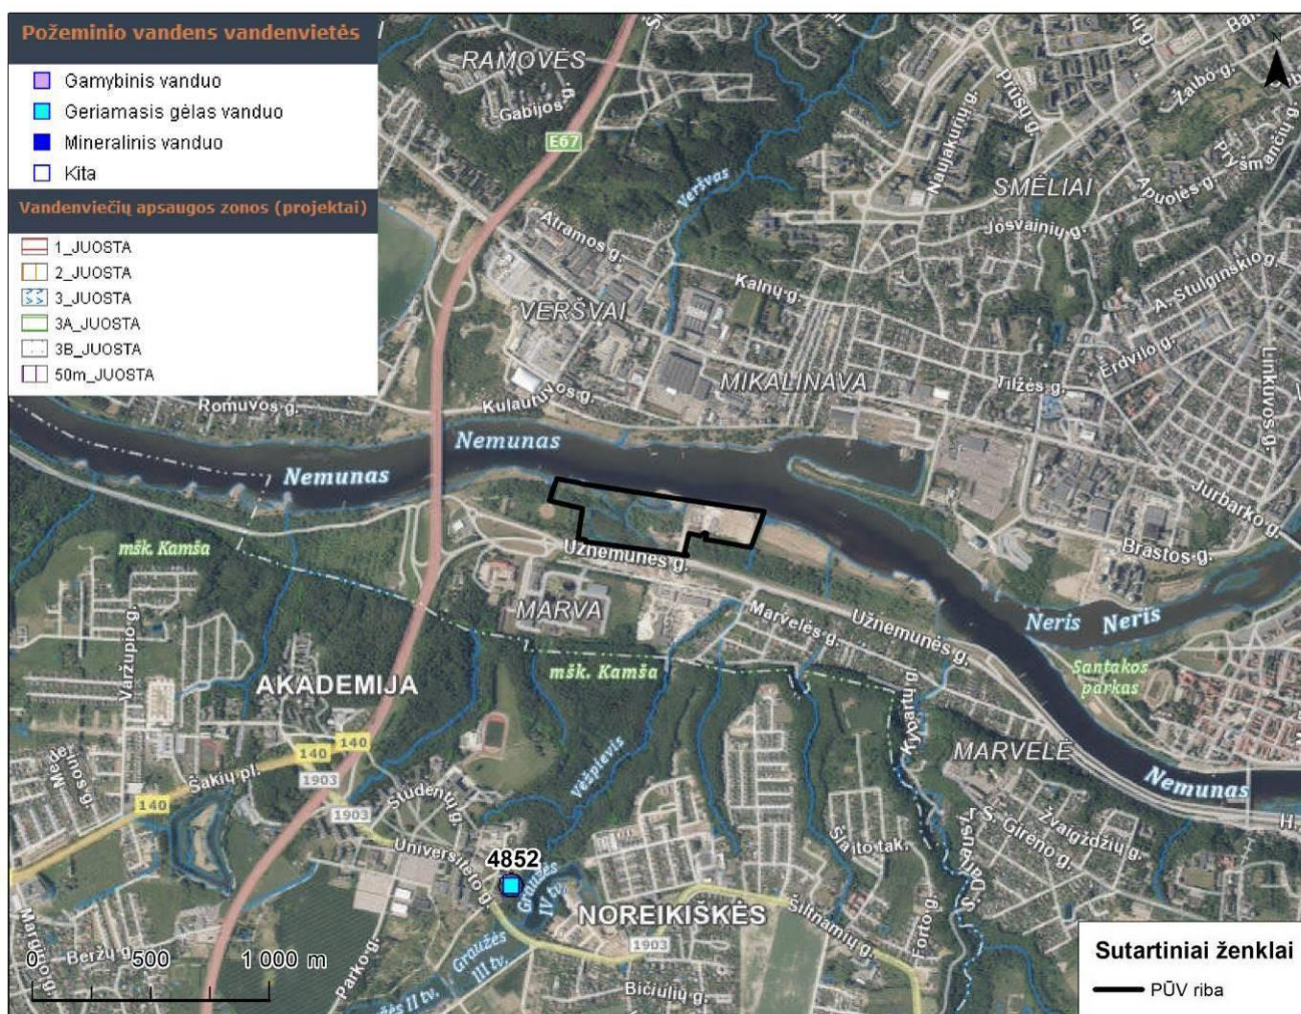 Požeminio vandens vandenvietės
Gamybinis vanduo
Geriamasis gėlas vanduo
Mineralinis vanduo
Kita
Vandenviečių apsaugos zonos (projektai)
1_JUOSTA
2_JUOSTA
3_JUOSTA
3A_JUOSTA
3B_JUOSTA
50m_JUOSTA
N
RAMOVĖS
Gabijos g.
E67
Prūsų g.
Žalbo g.
Naujakurių g.
Veršvas
SMĖLIAI
Apuolės g.
Atramos g.
Josvainių g.
Kalnų g.
A. Stulginskio g.
VERŠVAI
Erdvilo g.
MIKALINAVA
Tilžės g.
Linkuvos g.
Romuvos g.
Nemunas
Nemunas
Jurbarko g.
Brastos g.
mšk. Kamša
Užnemunės g.
MARVA
Marvelės g.
Užnemunės g.
Neris
Neris
mšk. Kamša
Santakos
parkas
Varžupio g.
AKADEMIJA
Kybartų g.
MARVELĖ
140
140
Šakių pl.
1903
Vešpievis
Nemunas
140
1903
Studentų g.
Žvaigždžių g.
H.
S. Girėno g.
Universiteto g.
4852
Graužės
IV tv.
NOREIKIŠKĖS
Šilinamių g.
1903
Forto g.
Marginio g.
Beržų g.
Parko g.
Graužės
III tv.
Bičiulių g.
0
500
1 000 m
Sutartiniai ženklai
PŪV riba